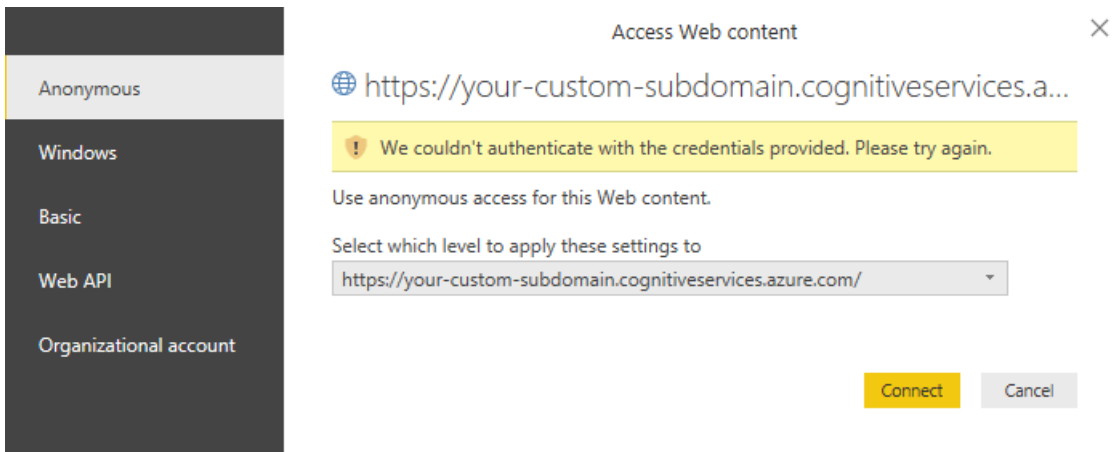 Access Web content
Anonymous
Windows
Basic
Web API
Organizational account
https://your-custom-subdomain.cognitiveservices.a...
We couldn't authenticate with the credentials provided. Please try again.
Use anonymous access for this Web content.
Select which level to apply these settings to
https://your-custom-subdomain.cognitiveservices.azure.com/
Connect
Cancel